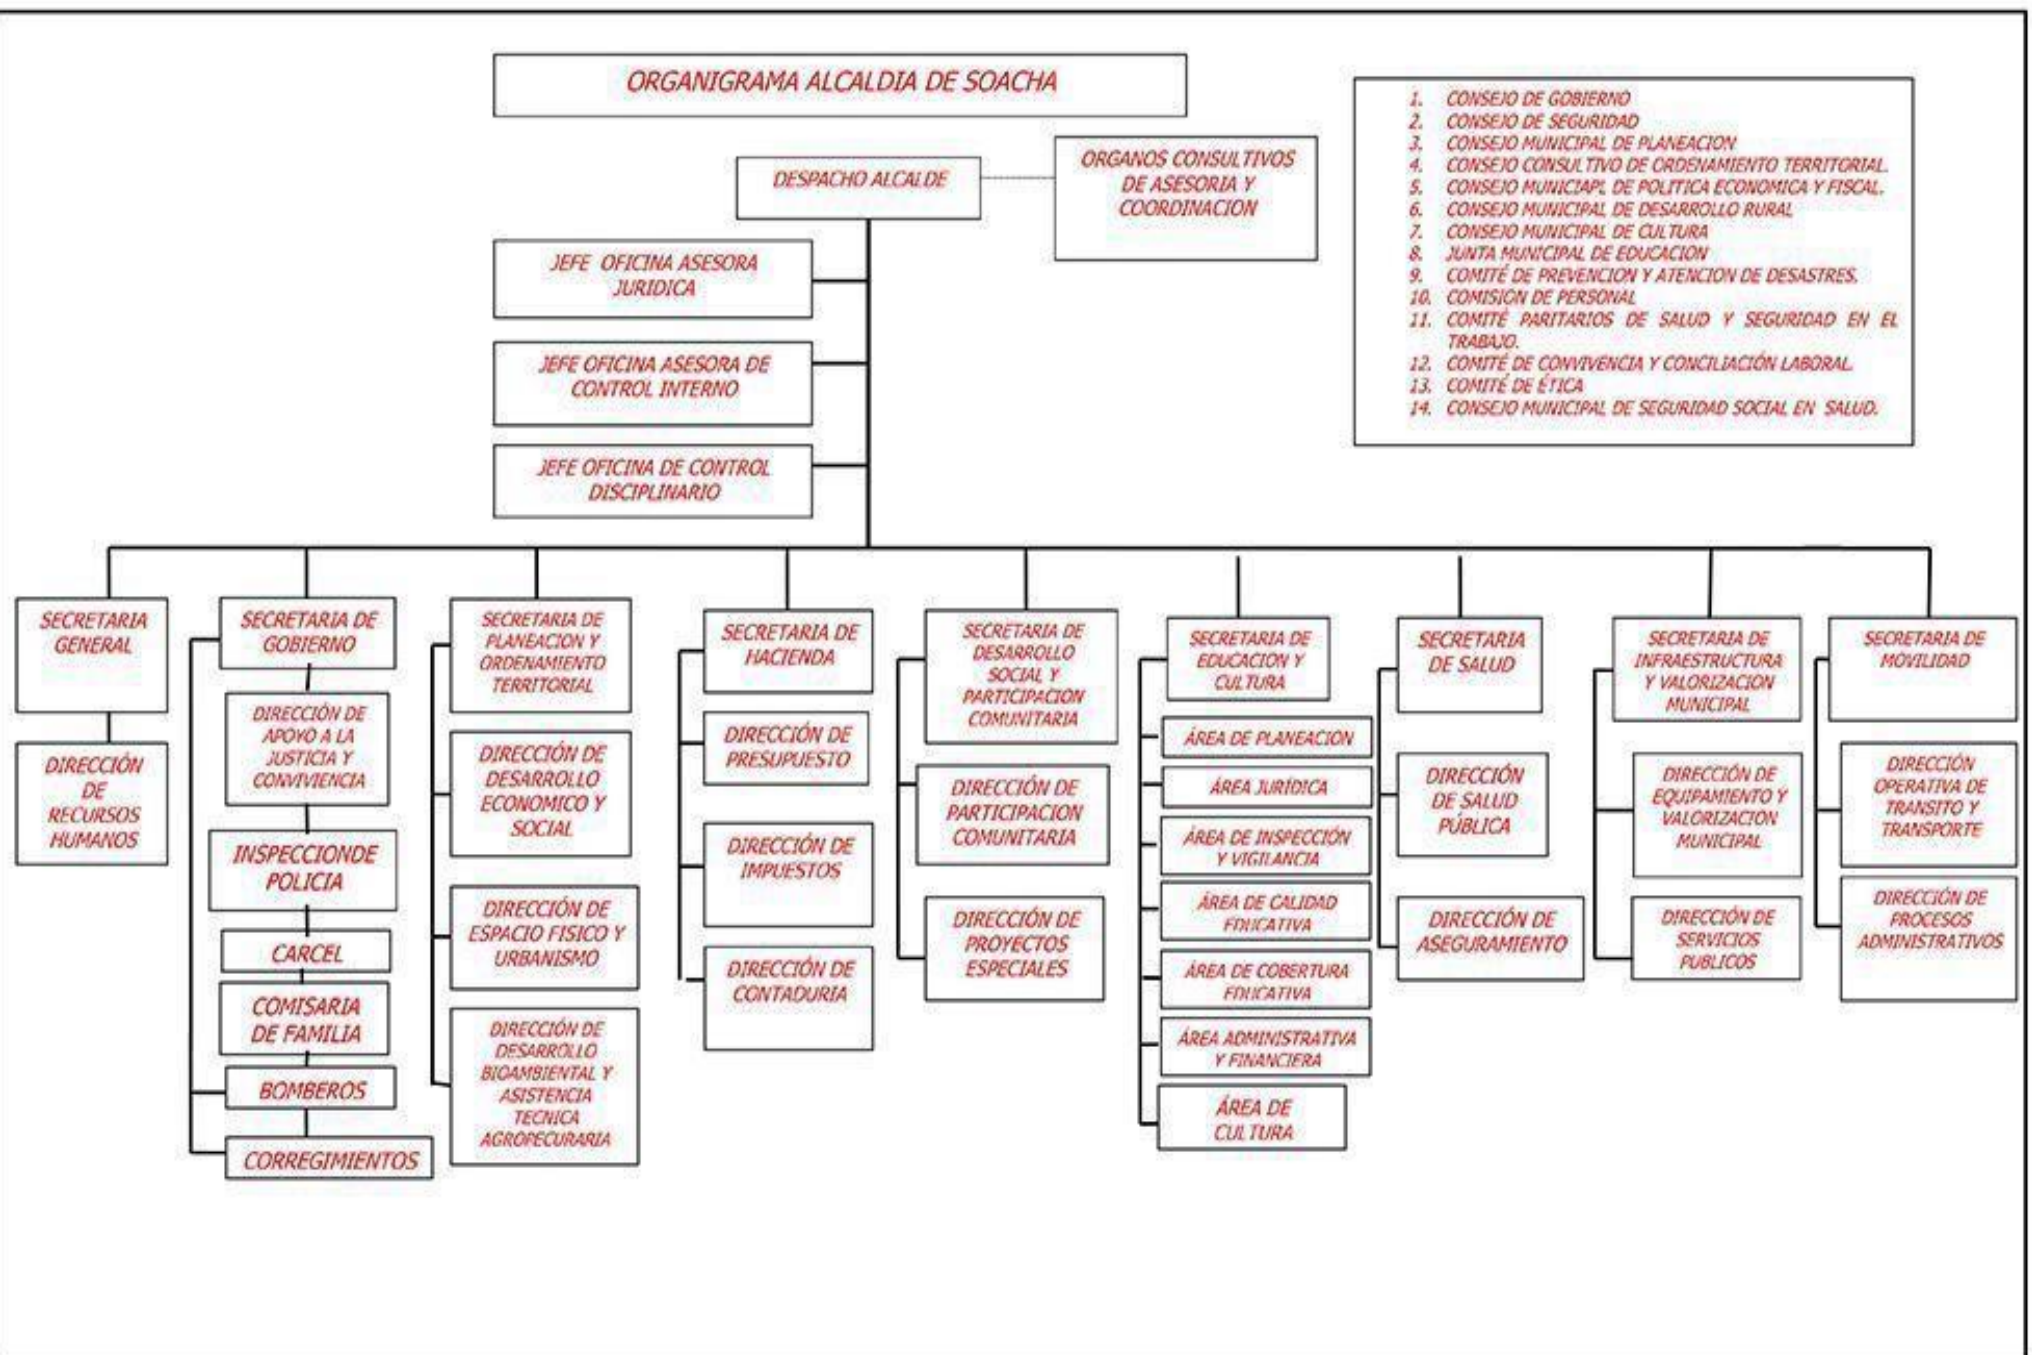 ORGANIGRAMA ALCALDIA DE SOACHA
DESPACHO ALCALDE
ORGANOS CONSULTIVOS
DE ASESORIA Y
COORDINACION
1. CONSEJO DE GOBIERNO
2. CONSEJO DE SEGURIDAD
3. CONSEJO MUNICIPAL DE PLANEACION
4. CONSEJO CONSULTIVO DE ORDENAMIENTO TERRITORIAL.
5. CONSEJO MUNICIAPL DE POLITICA ECONOMICA Y FISCAL.
6. CONSEJO MUNICIPAL DE DESARROLLO RURAL
7. CONSEJO MUNICIPAL DE CULTURA
8. JUNTA MUNICIPAL DE EDUCACION
9. COMITÉ DE PREVENCION Y ATENCION DE DESASTRES.
10. COMISION DE PERSONAL
11. COMITÉ PARITARIOS DE SALUD Y SEGURIDAD EN EL
TRABAJO.
12. COMITÉ DE CONVIVENCIA Y CONCILIACIÓN LABORAL.
13. COMITÉ DE ÉTICA
14. CONSEJO MUNICIPAL DE SEGURIDAD SOCIAL EN SALUD.
JEFE OFICINA ASESORA
JURIDICA
JEFE OFICINA ASESORA DE
CONTROL INTERNO
JEFE OFICINA DE CONTROL
DISCIPLINARIO
SECRETARIA
GENERAL
DIRECCIÓN
DE
RECURSOS
HUMANOS
SECRETARIA DE
GOBIERNO
DIRECCIÓN DE
APOYO A LA
JUSTICIA Y
CONVIVIENCIA
INSPECCIONDE
POLICIA
CARCEL
COMISARIA
DE FAMILIA
BOMBEROS
CORREGIMIENTOS
SECRETARIA DE
PLANEACION Y
ORDENAMIENTO
TERRITORIAL
DIRECCIÓN DE
DESARROLLO
ECONOMICO Y
SOCIAL
DIRECCIÓN DE
ESPACIO FISICO Y
URBANISMO
DIRECCIÓN DE
DESARROLLO
BIOAMBIENTAL Y
ASISTENCIA
TECNICA
AGROPECURARIA
SECRETARIA DE
HACIENDA
DIRECCIÓN DE
PRESUPUESTO
DIRECCIÓN DE
IMPUESTOS
DIRECCIÓN DE
CONTADURIA
SECRETARIA DE
DESARROLLO
SOCIAL Y
PARTICIPACION
COMUNITARIA
DIRECCIÓN DE
PARTICIPACION
COMUNITARIA
DIRECCIÓN DE
PROYECTOS
ESPECIALES
SECRETARIA DE
EDUCACION Y
CULTURA
ÁREA DE PLANEACION
ÁREA JURÍDICA
ÁREA DE INSPECCIÓN
Y VIGILANCIA
ÁREA DE CALIDAD
EDUCATIVA
ÁREA DE COBERTURA
EDUCATIVA
ÁREA ADMINISTRATIVA
Y FINANCIERA
ÁREA DE
CULTURA
SECRETARIA
DE SALUD
DIRECCIÓN
DE SALUD
PÚBLICA
DIRECCIÓN DE
ASEGURAMIENTO
SECRETARIA DE
INFRAESTRUCTURA
Y VALORIZACION
MUNICIPAL
DIRECCIÓN DE
EQUIPAMIENTO Y
VALORIZACION
MUNICIPAL
DIRECCIÓN DE
SERVICIOS
PUBLICOS
SECRETARIA DE
MOVILIDAD
DIRECCIÓN
OPERATIVA DE
TRANSITO Y
TRANSPORTE
DIRECCIÓN DE
PROCESOS
ADMINISTRATIVOS